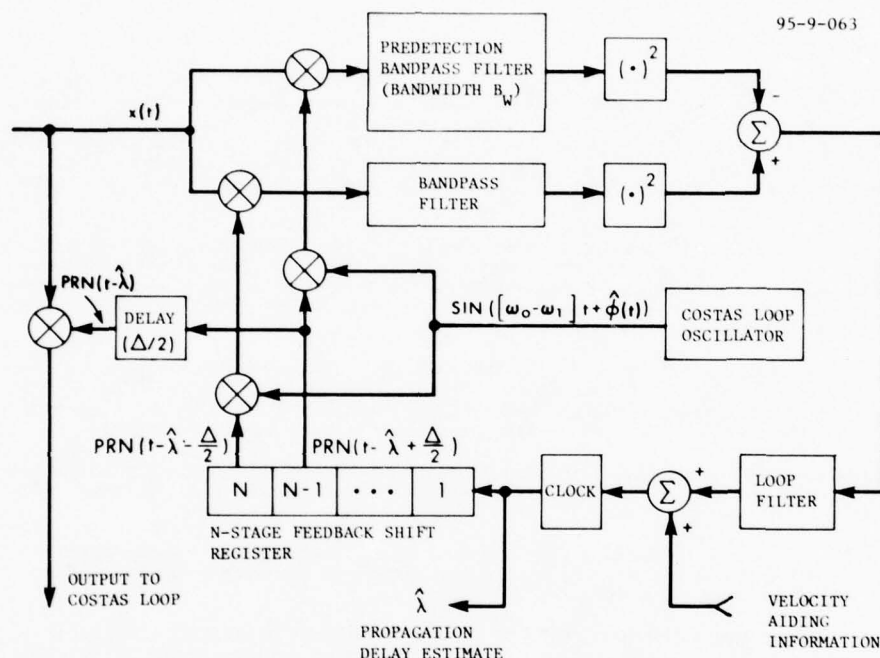 95-9-063
PREDETECTION
BANDPASS FILTER
(BANDWIDTH B_W)
(·)²
x(t)
-
Σ
+
BANDPASS
FILTER
(·)²
PRN(t-λ̂)
DELAY
(Δ/2)
SIN ([ω₀-ω₁] t+φ̂(t))
COSTAS LOOP
OSCILLATOR
PRN(t-λ̂-Δ/2)
PRN(t-λ̂+Δ/2)
N
N-1
•••
1
CLOCK
Σ
+
+
LOOP
FILTER
N-STAGE FEEDBACK SHIFT
REGISTER
OUTPUT TO
COSTAS LOOP
λ̂
PROPAGATION
DELAY ESTIMATE
VELOCITY
AIDING
INFORMATION